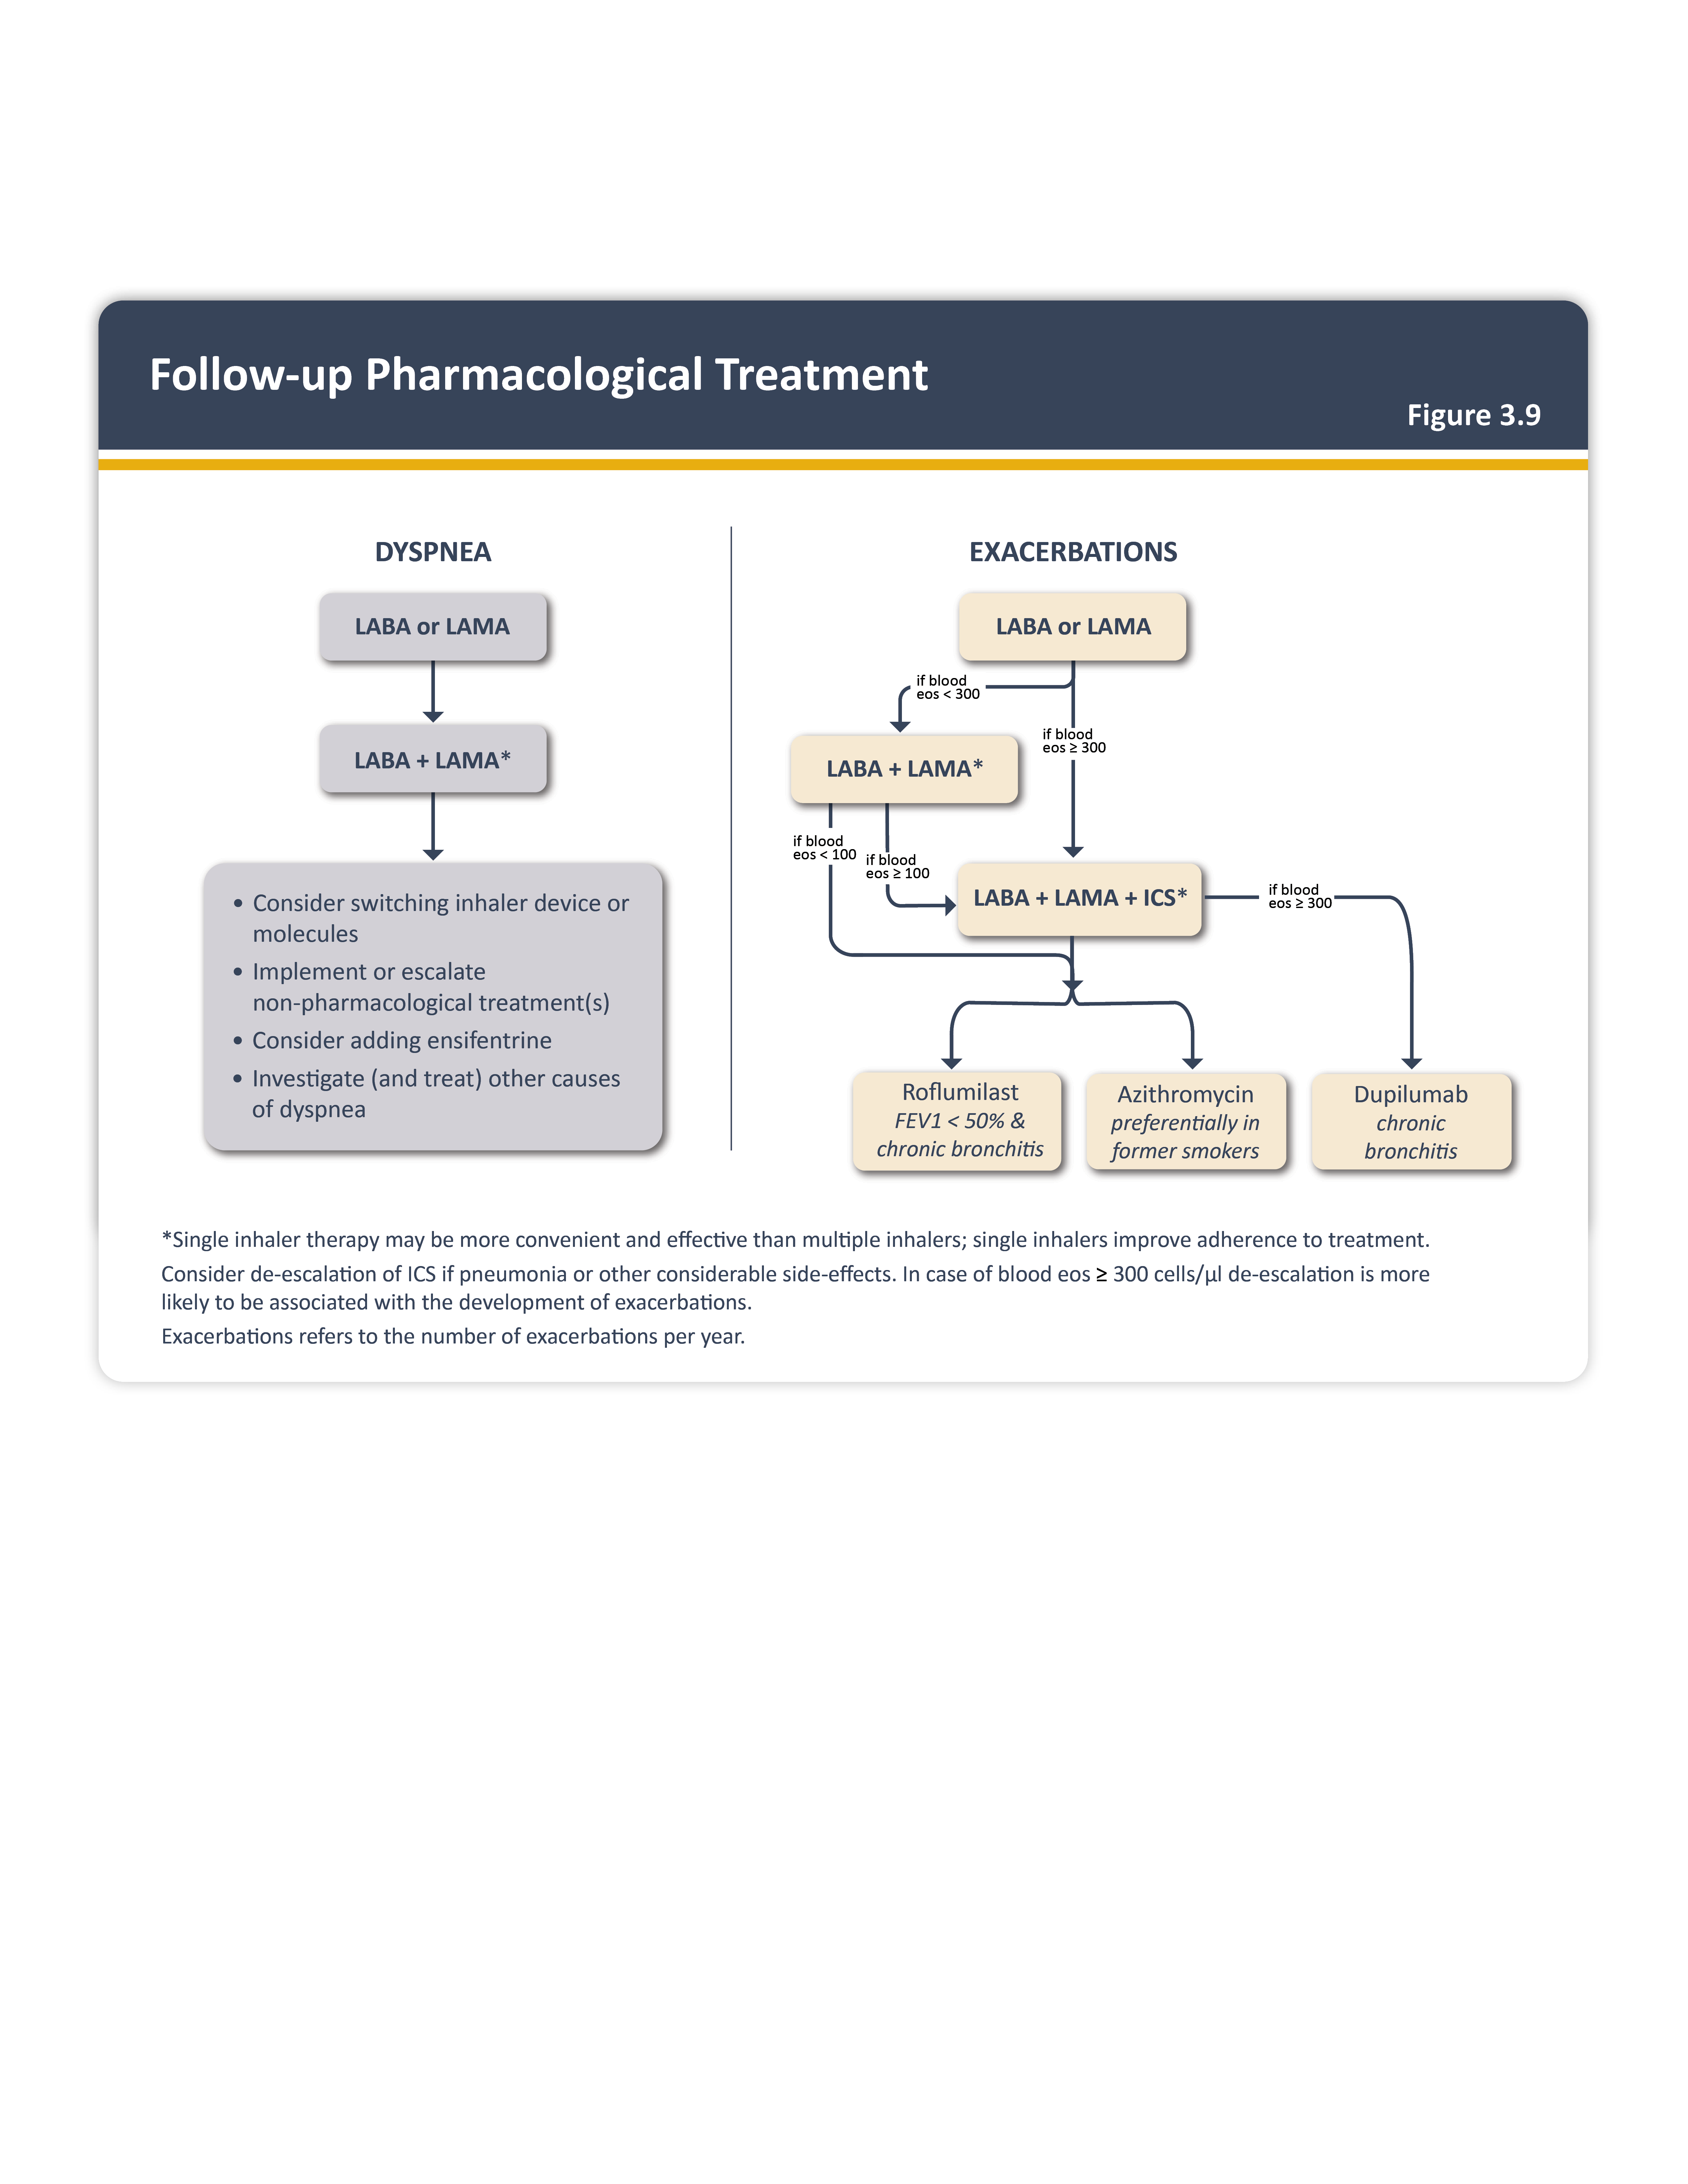 Follow-up Pharmacological Treatment
Figure 3.9
DYSPNEA
LABA or LAMA
LABA + LAMA*
• Consider switching inhaler device or
molecules
• Implement or escalate
non-pharmacological treatment(s)
• Consider adding ensifentrine
• Investigate (and treat) other causes
of dyspnea
EXACERBATIONS
LABA or LAMA
if blood
eos < 300
if blood
eos ≥ 300
LABA + LAMA*
if blood
eos < 100
if blood
eos ≥ 100
LABA + LAMA + ICS*
if blood
eos ≥ 300
Roflumilast
FEV1 < 50% &
chronic bronchitis
Azithromycin
preferentially in
former smokers
Dupilumab
chronic
bronchitis
*Single inhaler therapy may be more convenient and effective than multiple inhalers; single inhalers improve adherence to treatment.
Consider de-escalation of ICS if pneumonia or other considerable side-effects. In case of blood eos ≥ 300 cells/µl de-escalation is more
likely to be associated with the development of exacerbations.
Exacerbations refers to the number of exacerbations per year.